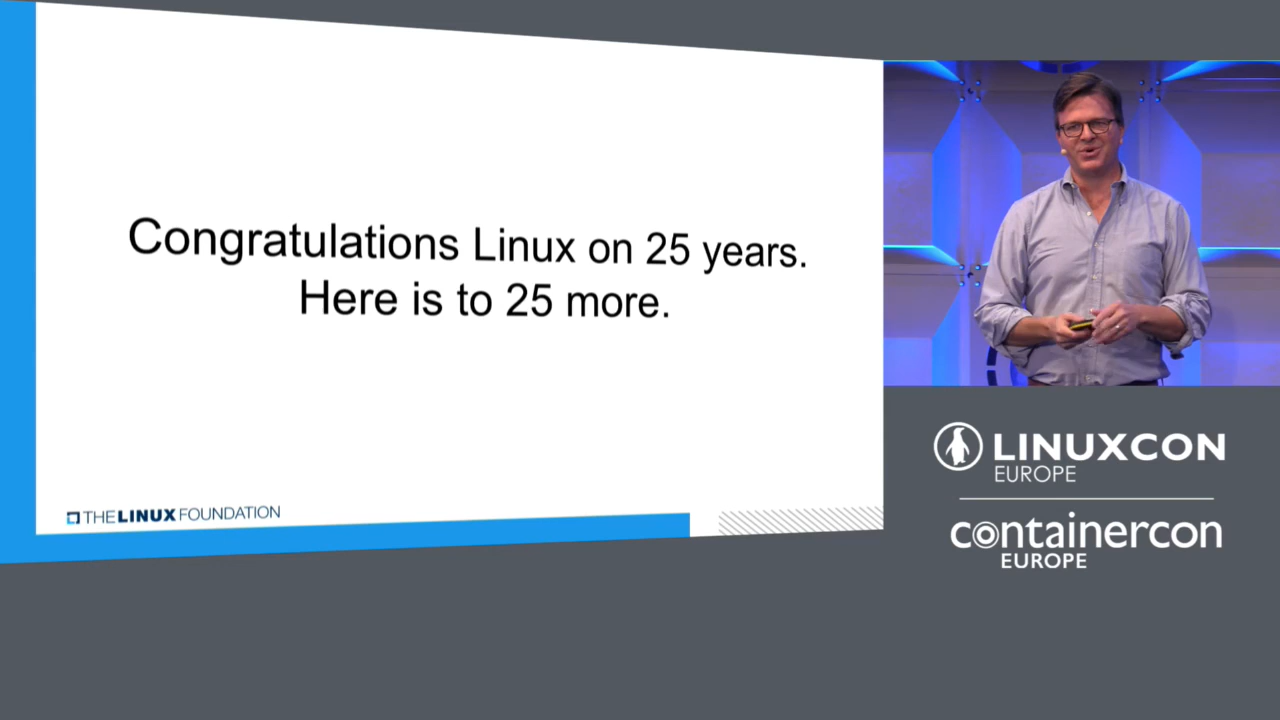 Congratulations Linux on 25 years.
Here is to 25 more.
THE LINUX FOUNDATION
LINUXCON
EUROPE
containercon
EUROPE